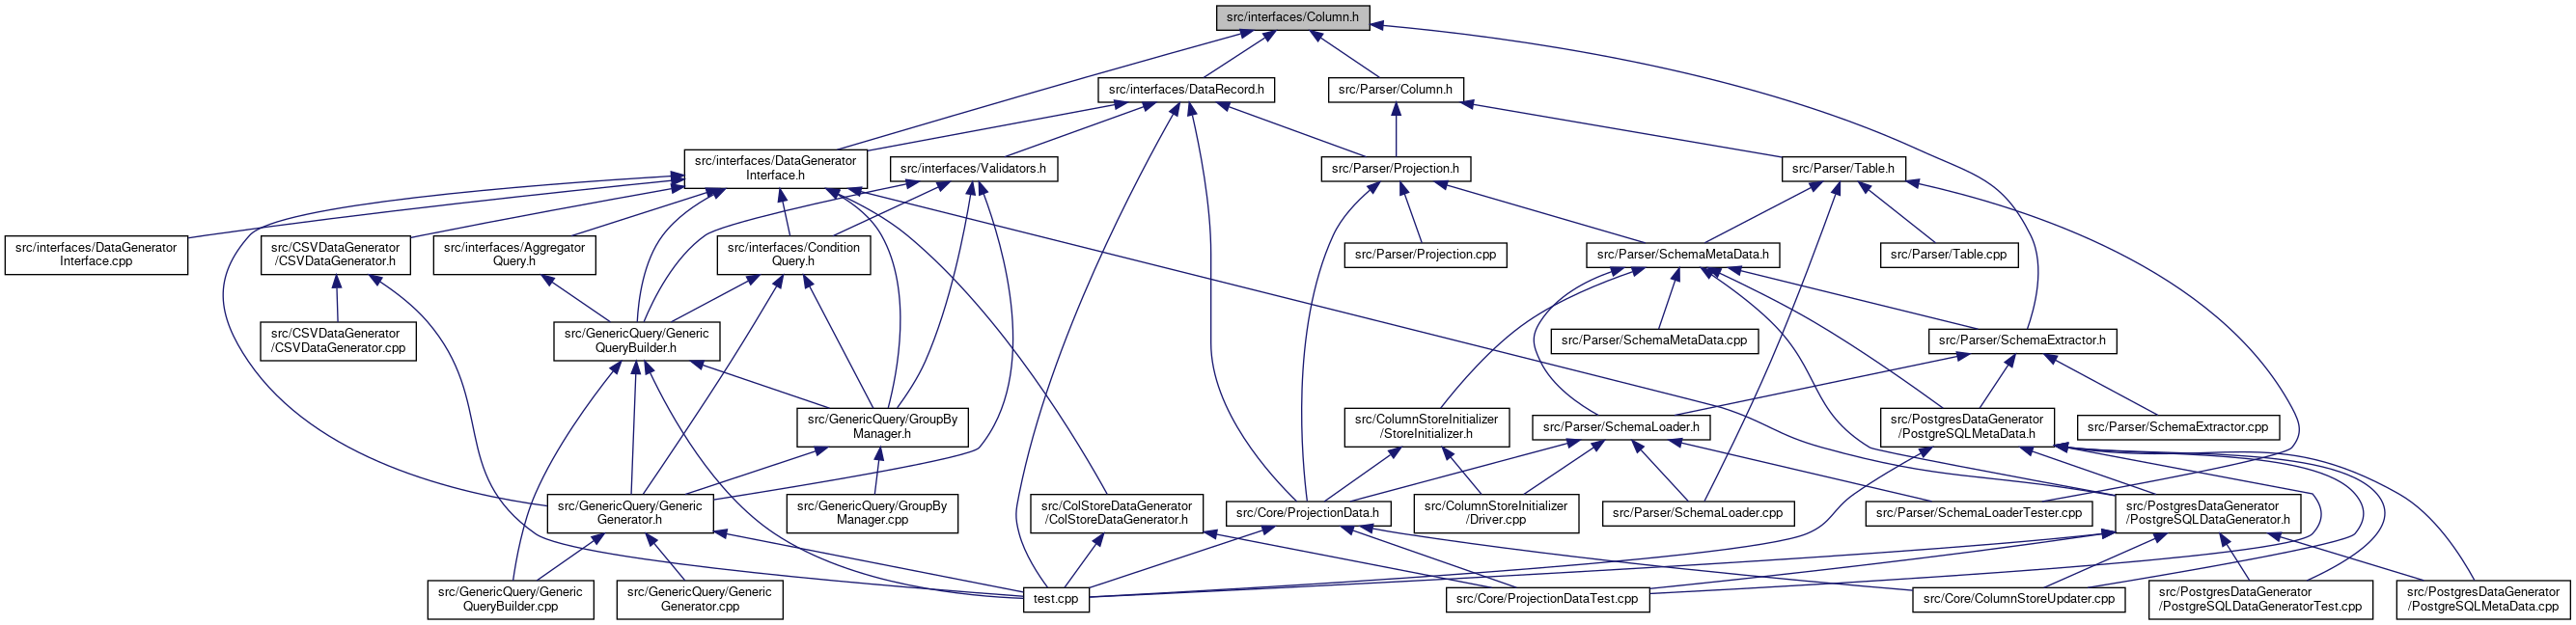 src/interfaces/Column.h
src/interfaces/DataRecord.h
src/Parser/Column.h
src/interfaces/DataGenerator
Interface.h
src/interfaces/Validators.h
src/Parser/Projection.h
src/Parser/Table.h
src/interfaces/DataGenerator
Interface.cpp
src/CSVDataGenerator
/CSVDataGenerator.h
src/interfaces/Aggregator
Query.h
src/interfaces/Condition
Query.h
src/Parser/Projection.cpp
src/Parser/SchemaMetaData.h
src/Parser/Table.cpp
src/CSVDataGenerator
/CSVDataGenerator.cpp
src/GenericQuery/Generic
QueryBuilder.h
src/Parser/SchemaMetaData.cpp
src/Parser/SchemaExtractor.h
src/GenericQuery/GroupBy
Manager.h
src/ColumnStoreInitializer
/StoreInitializer.h
src/Parser/SchemaLoader.h
src/PostgresDataGenerator
/PostgreSQLMetaData.h
src/Parser/SchemaExtractor.cpp
src/GenericQuery/Generic
Generator.h
src/GenericQuery/GroupBy
Manager.cpp
src/ColStoreDataGenerator
/ColStoreDataGenerator.h
src/Core/ProjectionData.h
src/ColumnStoreInitializer
/Driver.cpp
src/Parser/SchemaLoader.cpp
src/Parser/SchemaLoaderTester.cpp
src/PostgresDataGenerator
/PostgreSQLDataGenerator.h
src/GenericQuery/Generic
QueryBuilder.cpp
src/GenericQuery/Generic
Generator.cpp
test.cpp
src/Core/ProjectionDataTest.cpp
src/Core/ColumnStoreUpdater.cpp
src/PostgresDataGenerator
/PostgreSQLDataGeneratorTest.cpp
src/PostgresDataGenerator
/PostgreSQLMetaData.cpp